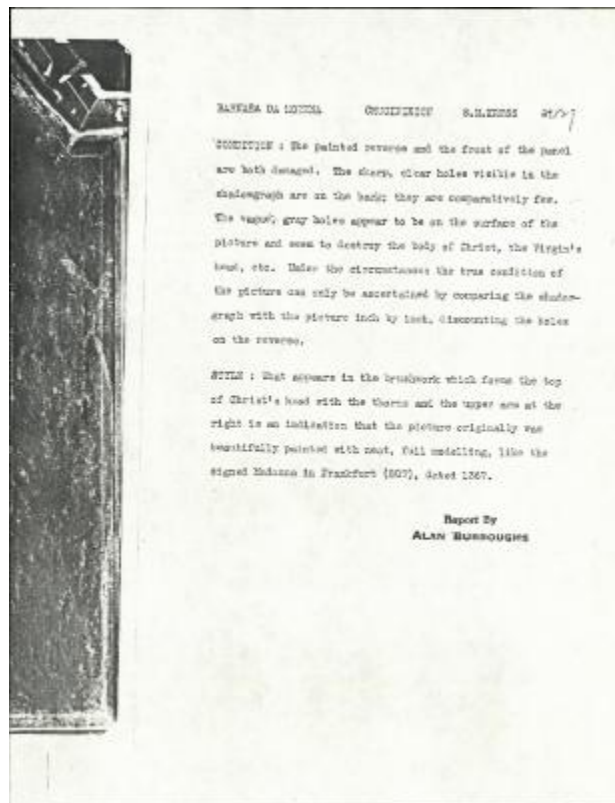 BARNABA DA MODENA CRUCIFIXION S.H.KRESS
CONDITION : The painted reverse and the front of the panel
are both damaged. The sharp, clear holes visible in the
shadowgraph are on the back; they are comparatively few.
The vague, gray holes appear to be on the surface of the
picture and seem to destroy the body of Christ, the Virgin's
head, etc. Under the circumstances the true condition of
the picture can only be ascertained by comparing the shadow-
graph with the picture inch by inch, discounting the holes
on the reverse.
STYLE : What appears in the brushwork which forms the top
of Christ's head with the thorns and the upper arm at the
right is an indication that the picture originally was
beautifully painted with neat, full modelling, like the
signed Madonna in Frankfurt (807), dated 1367.
Report By
ALAN BURROUGHS